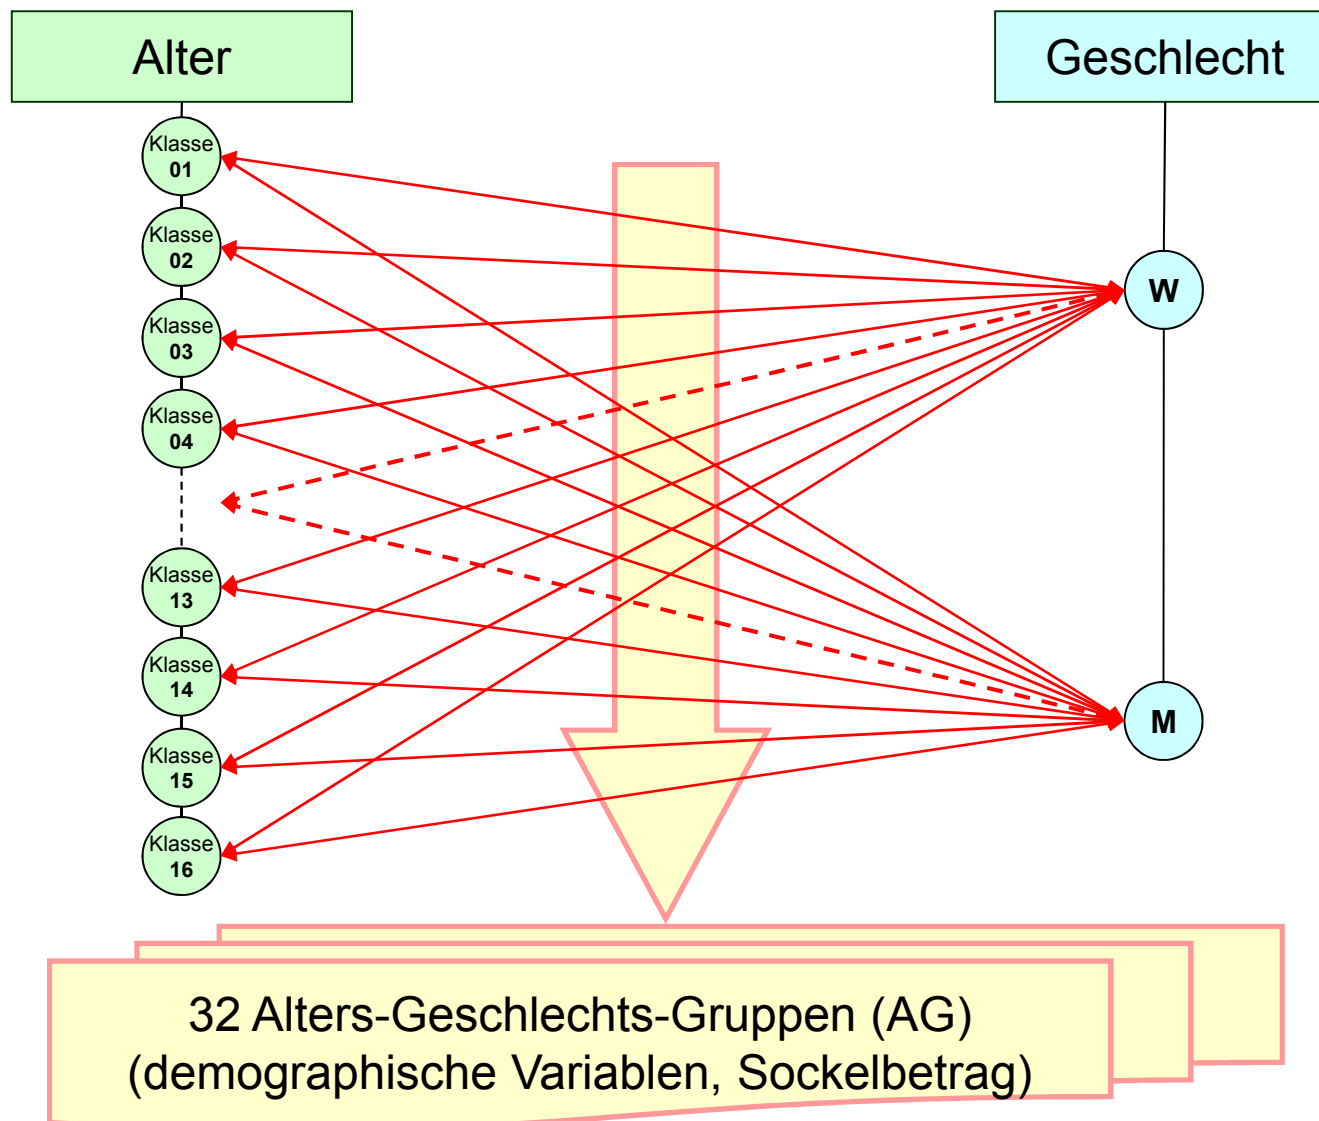 Alter
Geschlecht
Klasse
01
Klasse
02
Klasse
03
Klasse
04
Klasse
13
Klasse
14
Klasse
15
Klasse
16
W
M
32 Alters-Geschlechts-Gruppen (AG)
(demographische Variablen, Sockelbetrag)